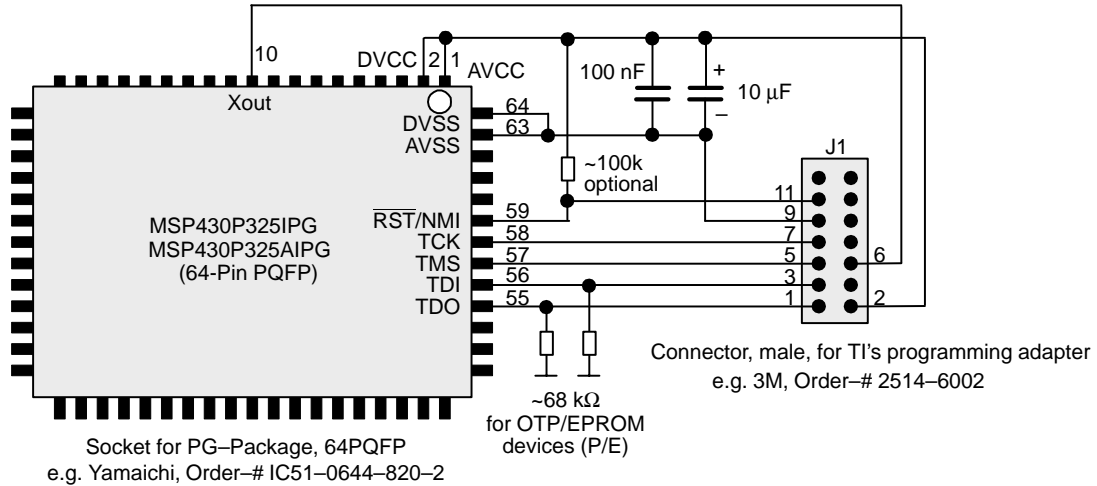 10
DVCC
2
1
AVCC
100 nF
+
10 μF
–
Xout
64
DVSS
63
AVSS
J1
~100k
optional
11
MSP430P325IPG
MSP430P325AIPG
(64-Pin PQFP)
RST/NMI
59
9
TCK
58
7
TMS
57
5
6
TDI
56
3
TDO
55
1
2
Connector, male, for TI's programming adapter
e.g. 3M, Order–# 2514–6002
~68 kΩ
for OTP/EPROM
devices (P/E)
Socket for PG–Package, 64PQFP
e.g. Yamaichi, Order–# IC51–0644–820–2